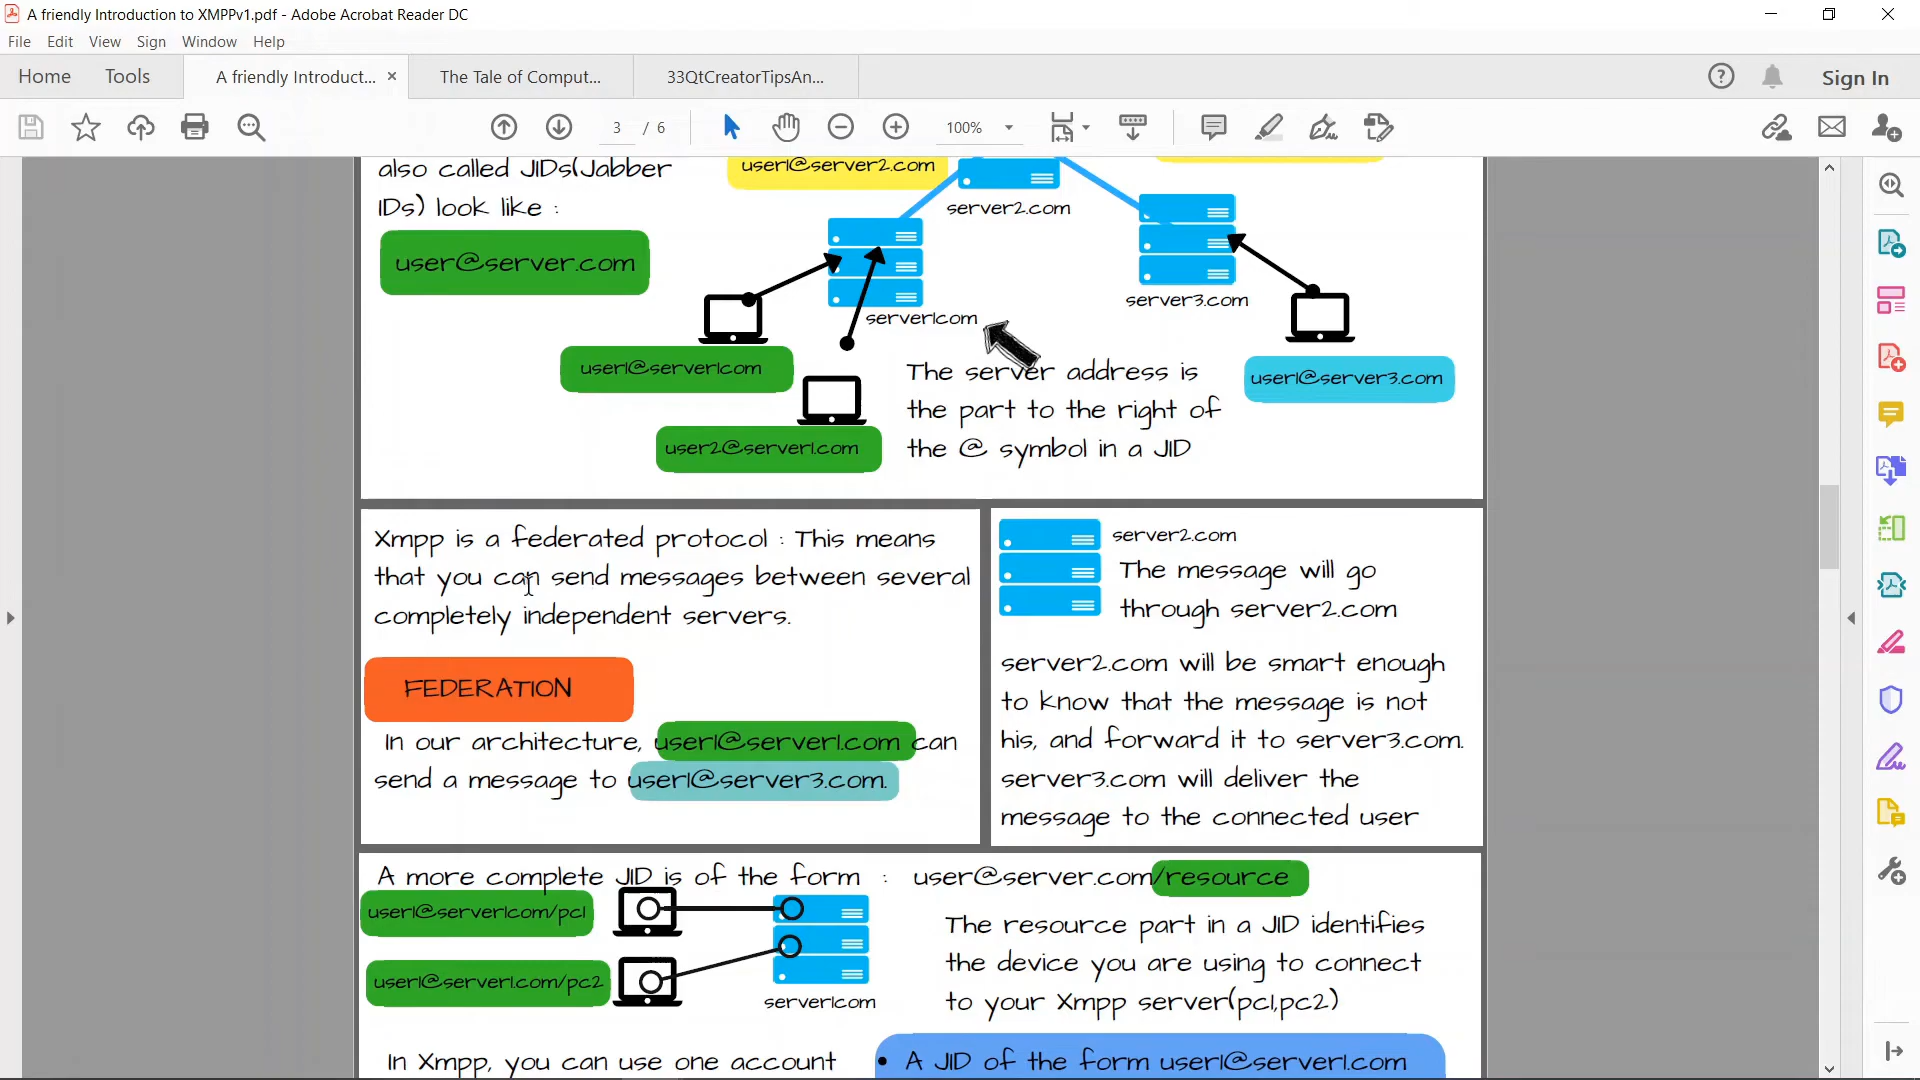 A friendly Introduction to XMPPv1.pdf - Adobe Acrobat Reader DC
File Edit View Sign Window Help
Home Tools A friendly Introduct... × The Tale of Comput... 33QtCreatorTipsAn... Sign In
3 / 6 100%
also called JIDs(Jabber
IDs) look like :
user@server.com
user1@server2.com
server2.com
server1com
server3.com
user1@server1com
user2@server1.com
user1@server3.com
The server address is
the part to the right of
the @ symbol in a JID
Xmpp is a federated protocol : This means
that you can send messages between several
completely independent servers.
FEDERATION
In our architecture, user1@server1.com can
send a message to user1@server3.com.
server2.com
The message will go
through server2.com
server2.com will be smart enough
to know that the message is not
his, and forward it to server3.com.
server3.com will deliver the
message to the connected user
A more complete JID is of the form : user@server.com/resource
user1@server1com/pc1
user1@server1.com/pc2
server1com
The resource part in a JID identifies
the device you are using to connect
to your Xmpp server(pc1,pc2)
In Xmpp, you can use one account
• A JID of the form user1@server1.com